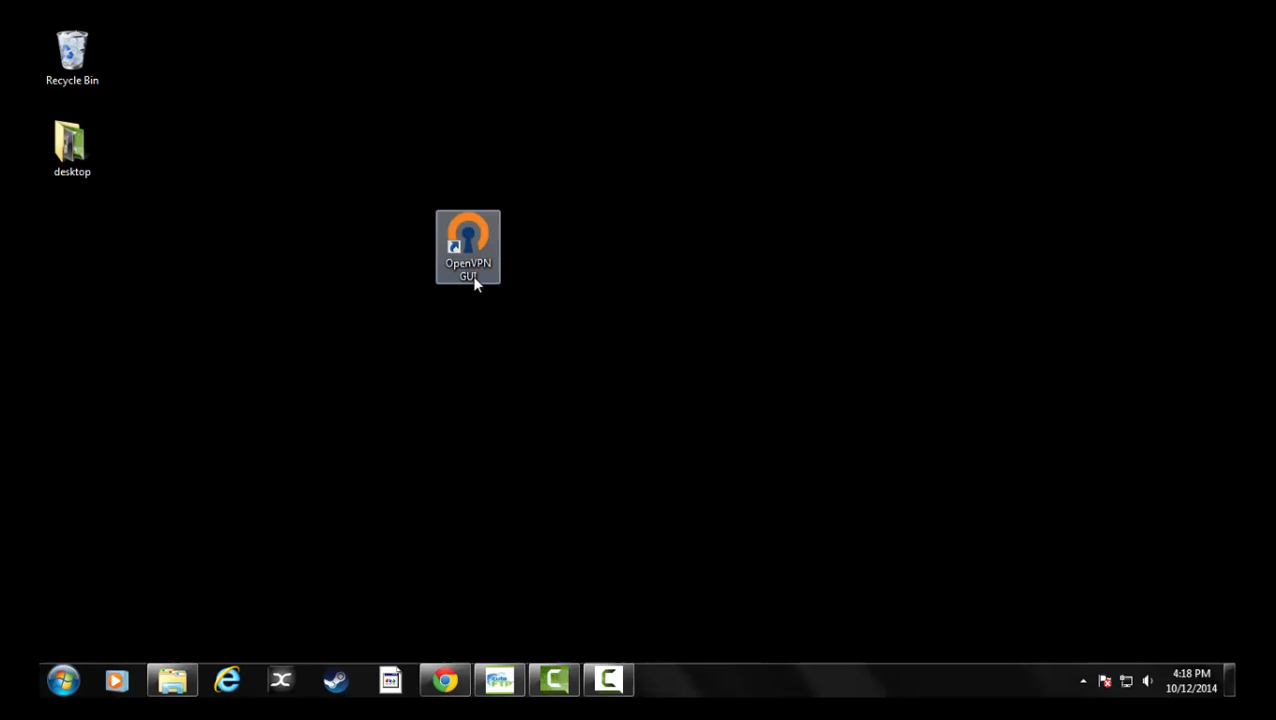 Recycle Bin
desktop
OpenVPN
GUI
4:18 PM
10/12/2014